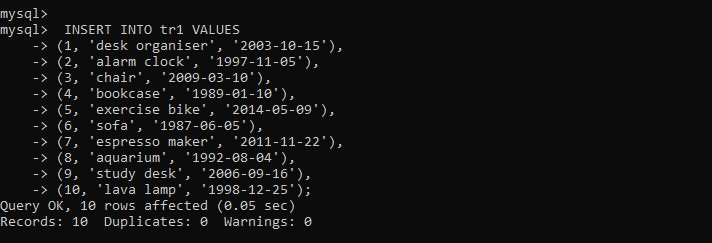 mysql>
mysql>  INSERT INTO tr1 VALUES
    -> (1, 'desk organiser', '2003-10-15'),
    -> (2, 'alarm clock', '1997-11-05'),
    -> (3, 'chair', '2009-03-10'),
    -> (4, 'bookcase', '1989-01-10'),
    -> (5, 'exercise bike', '2014-05-09'),
    -> (6, 'sofa', '1987-06-05'),
    -> (7, 'espresso maker', '2011-11-22'),
    -> (8, 'aquarium', '1992-08-04'),
    -> (9, 'study desk', '2006-09-16'),
    -> (10, 'lava lamp', '1998-12-25');
Query OK, 10 rows affected (0.05 sec)
Records: 10  Duplicates: 0  Warnings: 0